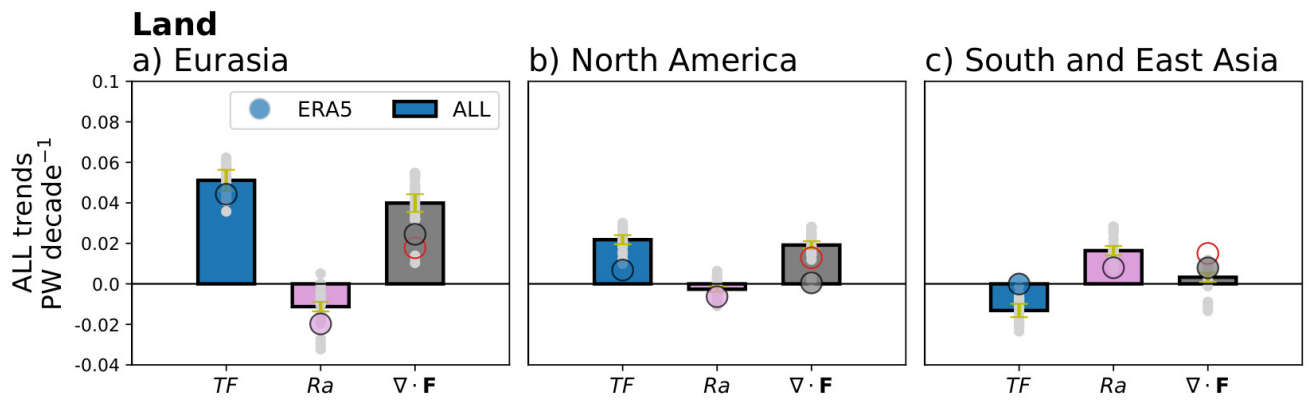 Land
a) Eurasia
b) North America
c) South and East Asia
ALL trends
PW decade⁻¹
0.1
0.08
0.06
0.04
0.02
0.0
-0.02
-0.04
ERA5 ALL
TF Ra ∇ · F
TF Ra ∇ · F
TF Ra ∇ · F